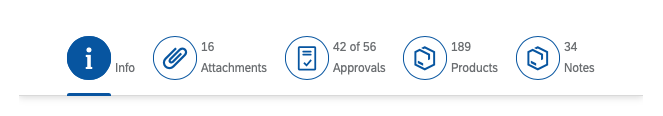 Info
16
Attachments
42 of 56
Approvals
189
Products
34
Notes